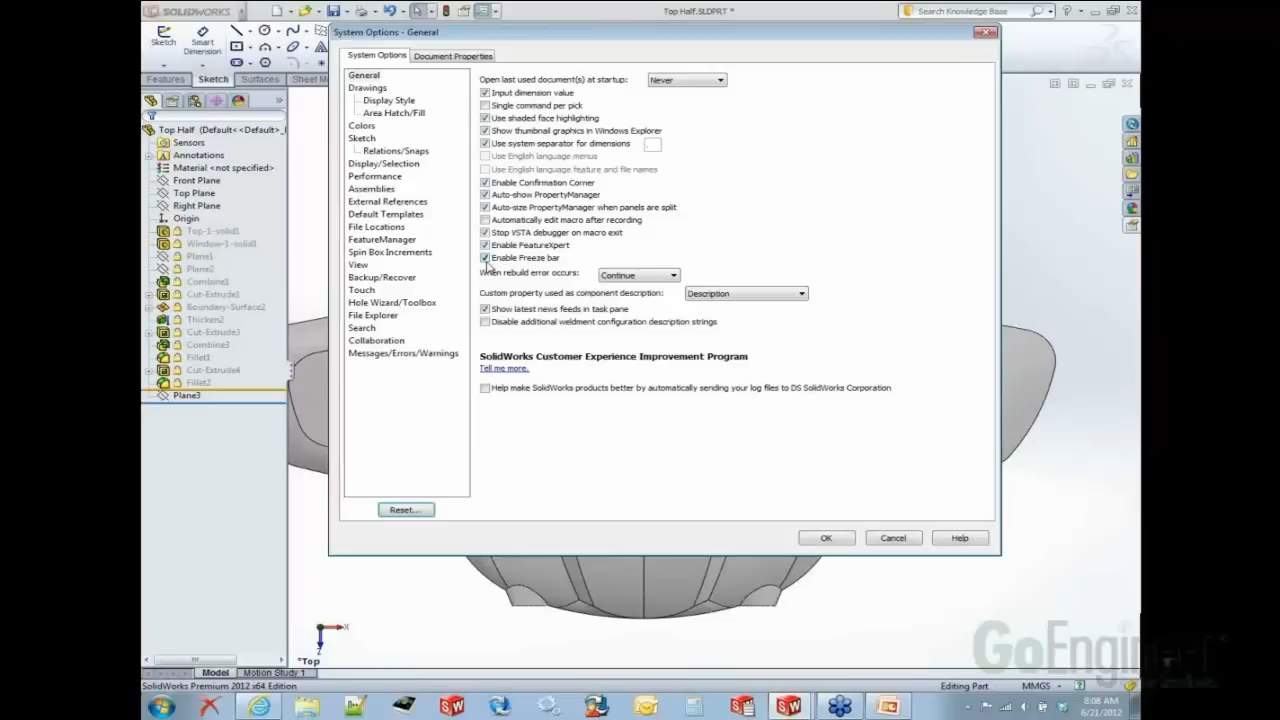 SOLIDWORKS
Top Half.SLDPRT *
Search Knowledge Base
Sketch
Smart Dimension
Features
Sketch
Surfaces
Sheet M
Top Half (Default<<Default>_I
Sensors
Annotations
Material <not specified>
Front Plane
Top Plane
Right Plane
Origin
Top-1-solid1
Window-1-solid1
Plane1
Plane2
Combine1
Cut-Extrude1
Boundary-Surface2
Thicken2
Cut-Extrude3
Combine3
Fillet1
Cut-Extrude4
Fillet2
Plane3
System Options - General
System Options
Document Properties
General
Drawings
Display Style
Area Hatch/Fill
Colors
Sketch
Relations/Snaps
Display/Selection
Performance
Assemblies
External References
Default Templates
File Locations
FeatureManager
Spin Box Increments
View
Backup/Recover
Touch
Hole Wizard/Toolbox
File Explorer
Search
Collaboration
Messages/Errors/Warnings
Reset...
Open last used document(s) at startup:
Never
Input dimension value
Single command per pick
Use shaded face highlighting
Show thumbnail graphics in Windows Explorer
Use system separator for dimensions
Use English language menus
Use English language feature and file names
Enable Confirmation Corner
Auto-show PropertyManager
Auto-size PropertyManager when panels are split
Automatically edit macro after recording
Stop VSTA debugger on macro exit
Enable FeatureXpert
Enable Freeze bar
When rebuild error occurs:
Continue
Custom property used as component description:
Description
Show latest news feeds in task pane
Disable additional weldment configuration description strings
SolidWorks Customer Experience Improvement Program
Tell me more.
Help make SolidWorks products better by automatically sending your log files to DS SolidWorks Corporation
OK
Cancel
Help
X
Z
*Top
Model
Motion Study 1
SolidWorks Premium 2012 x64 Edition
Editing Part
MMGS
8:08 AM
6/21/2012